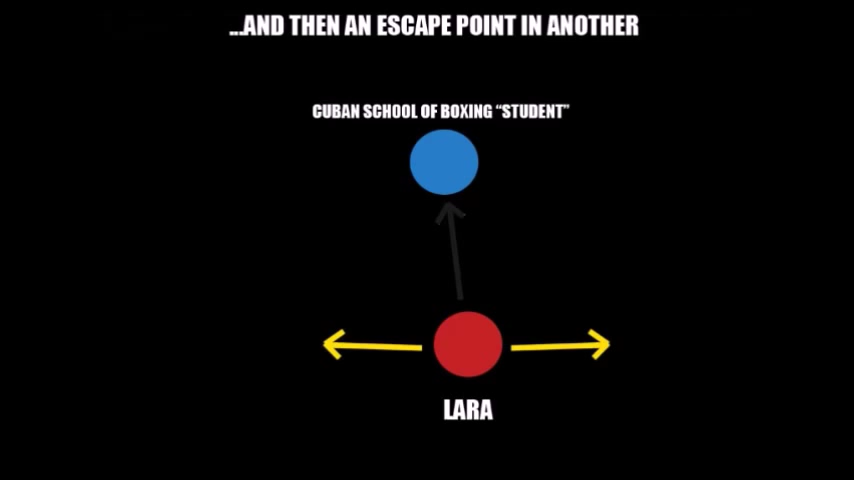 ...AND THEN AN ESCAPE POINT IN ANOTHER
CUBAN SCHOOL OF BOXING “STUDENT”
LARA